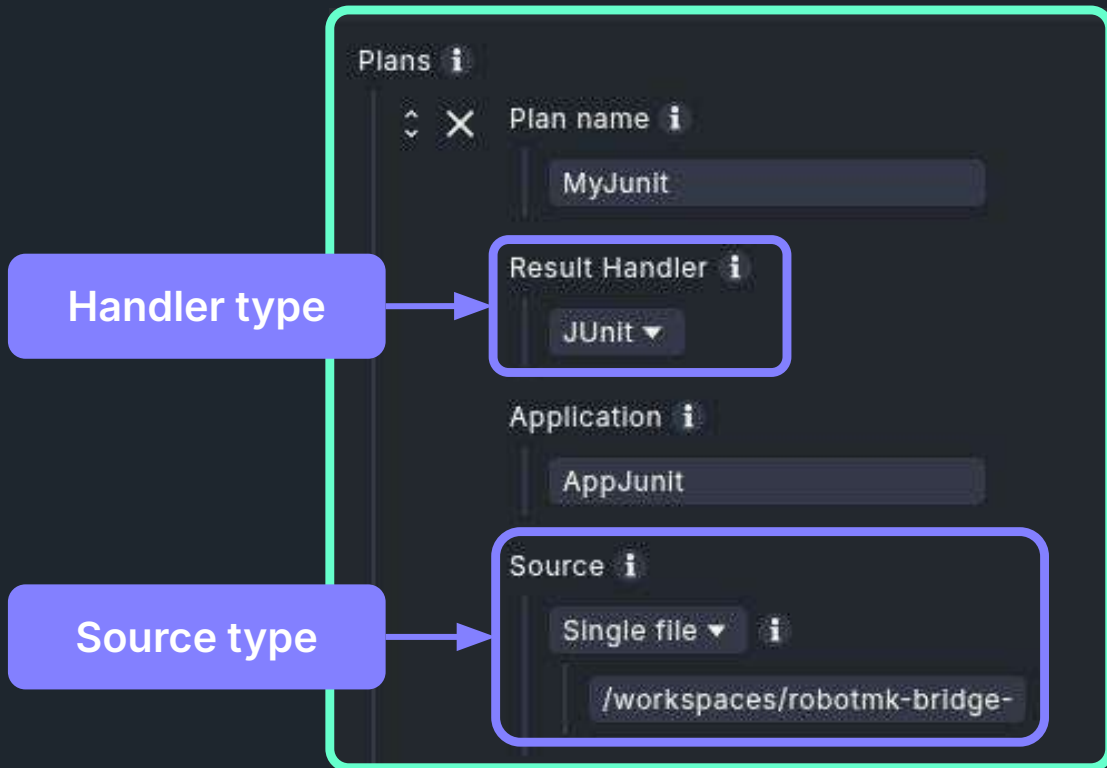 Plans
Plan name
MyJunit
Handler type
Result Handler
JUnit
Application
AppJunit
Source type
Source
Single file
/workspaces/robotmk-bridge-